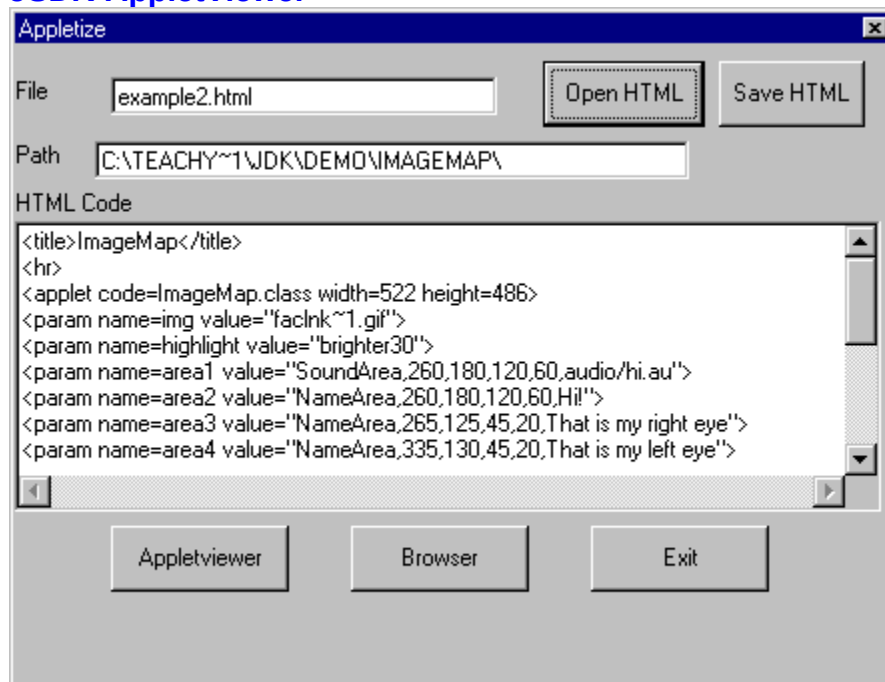 Appletize
File
example2.html
Open HTML
Save HTML
Path
C:\TEACHY~1\JDK\DEMO\IMAGEMAP\
HTML Code
<title>ImageMap</title>
<hr>
<applet code=ImageMap.class width=522 height=486>
<param name=img value="faclnk~1.gif">
<param name=highlight value="brighter30">
<param name=area1 value="SoundArea,260,180,120,60,audio/hi.au">
<param name=area2 value="NameArea,260,180,120,60,Hi!">
<param name=area3 value="NameArea,265,125,45,20,That is my right eye">
<param name=area4 value="NameArea,335,130,45,20,That is my left eye">
Appletviewer
Browser
Exit